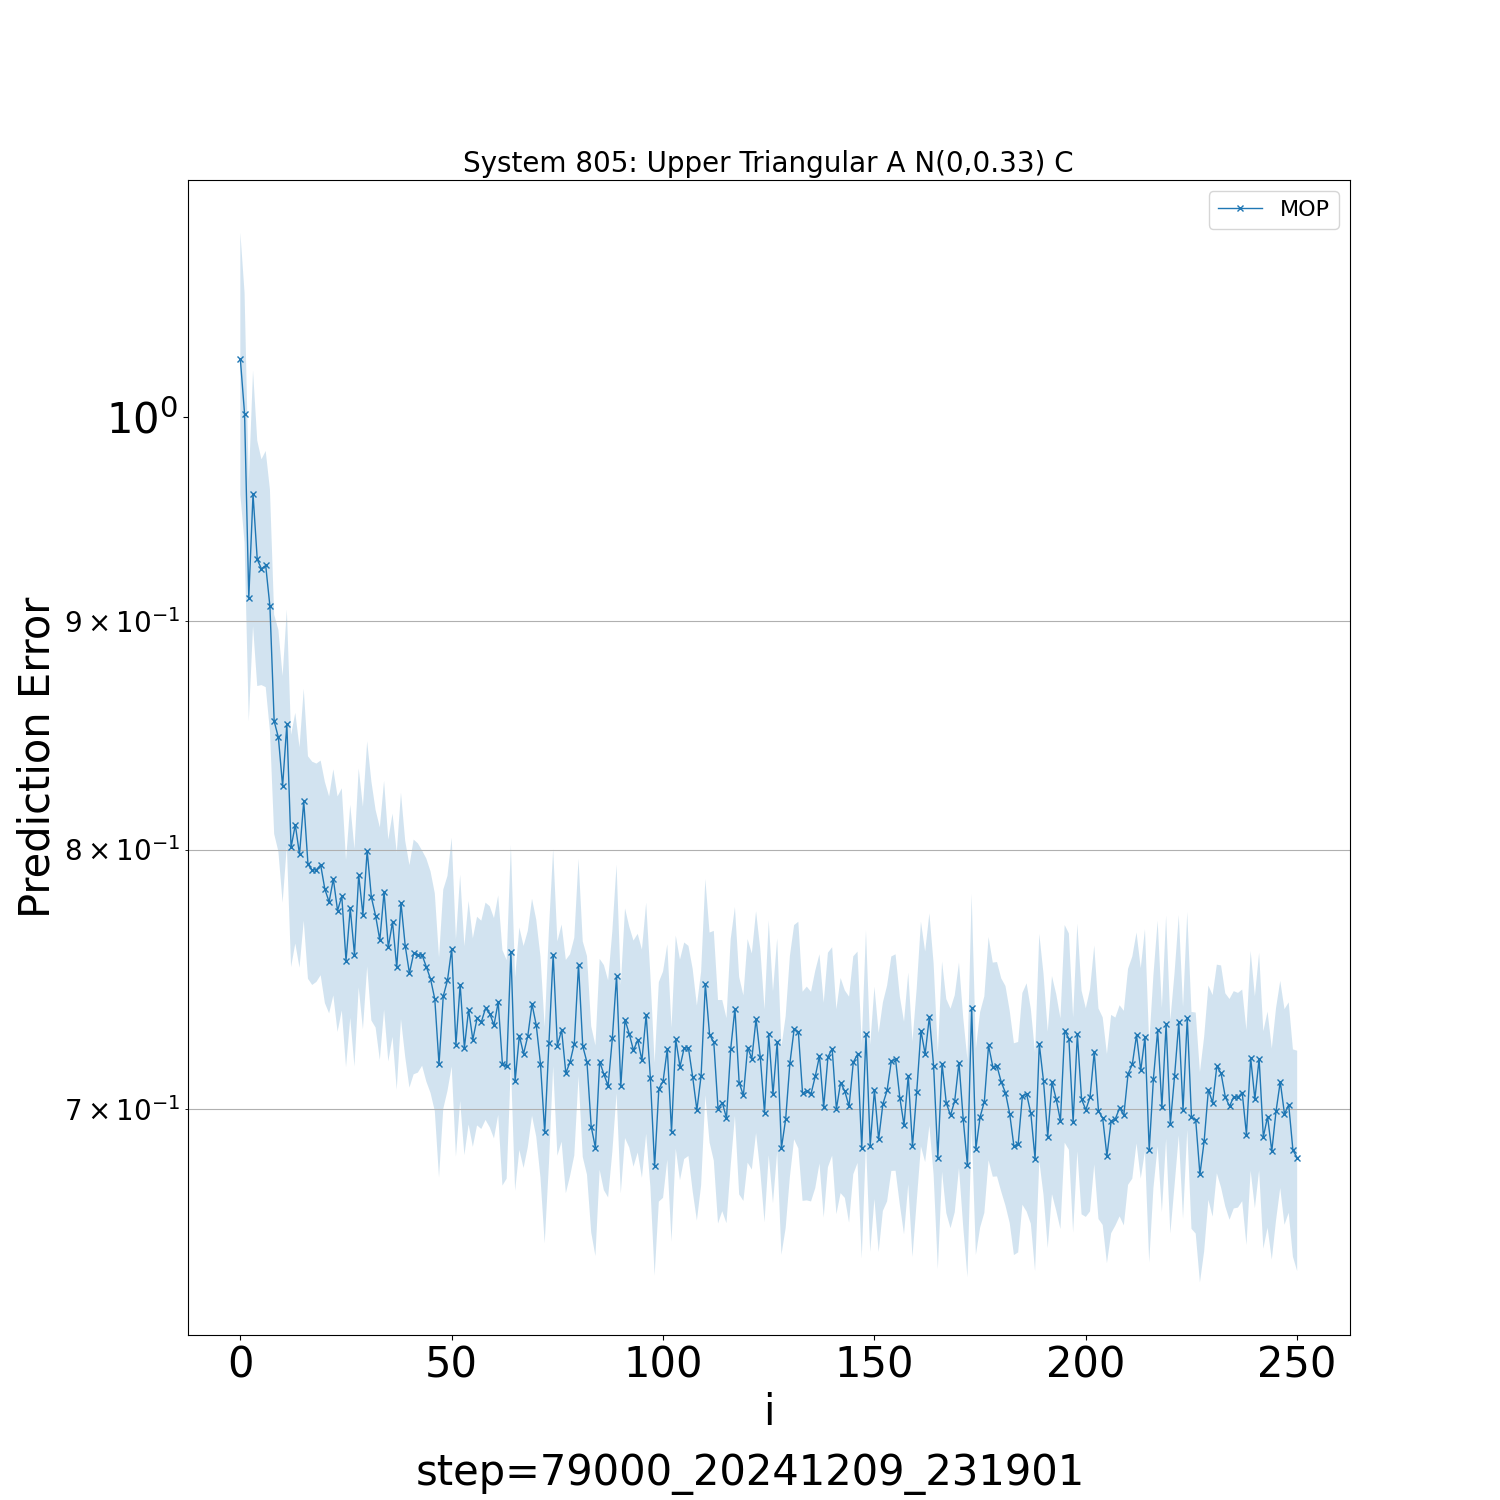 System 805: Upper Triangular A N(0,0.33) C
MOP
10⁰
9 × 10⁻¹
8 × 10⁻¹
7 × 10⁻¹
Prediction Error
0 50 100 150 200 250
i
step=79000_20241209_231901